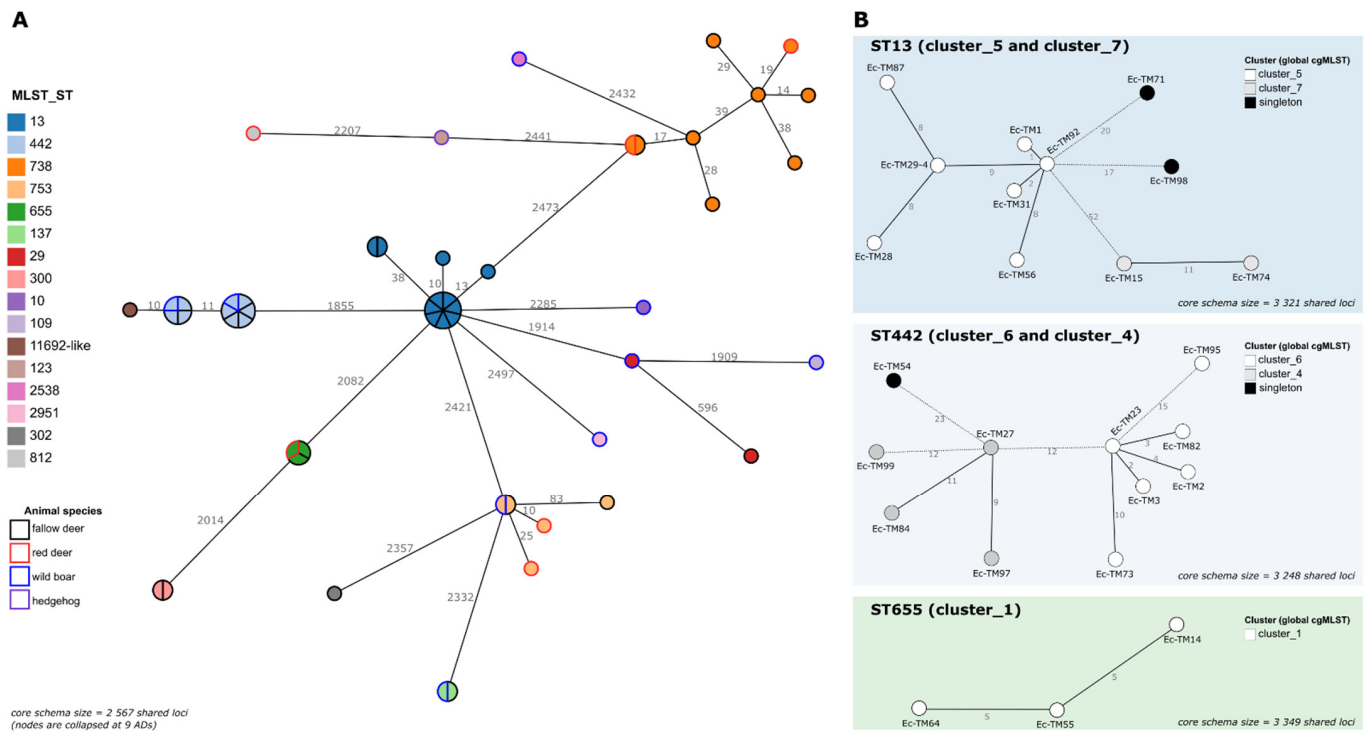 A
MLST_ST
13
442
738
753
655
137
29
300
10
109
11692-like
123
2538
2951
302
812
Animal species
fallow deer
red deer
wild boar
hedgehog
29
19
14
39
38
2432
2207
2441
17
28
2473
38
10
13
10
11
1855
2285
1914
1909
2082
2497
596
2421
83
10
25
2014
2357
2332
core schema size = 2 567 shared loci
(nodes are collapsed at 9 ADs)
B
ST13 (cluster_5 and cluster_7)
Cluster (global cgMLST)
cluster_5
cluster_7
singleton
Ec-TM87
Ec-TM71
Ec-TM1
Ec-TM92
20
8
1
Ec-TM29-4
9
17
Ec-TM98
2
Ec-TM31
8
8
52
Ec-TM28
Ec-TM56
Ec-TM15
11
Ec-TM74
core schema size = 3 321 shared loci
ST442 (cluster_6 and cluster_4)
Cluster (global cgMLST)
cluster_6
cluster_4
singleton
Ec-TM95
Ec-TM54
15
23
Ec-TM27
Ec-TM23
3
Ec-TM82
12
12
4
Ec-TM99
2
Ec-TM2
11
Ec-TM3
9
10
Ec-TM84
Ec-TM97
Ec-TM73
core schema size = 3 248 shared loci
ST655 (cluster_1)
Cluster (global cgMLST)
cluster_1
Ec-TM14
5
5
Ec-TM64
Ec-TM55
core schema size = 3 349 shared loci